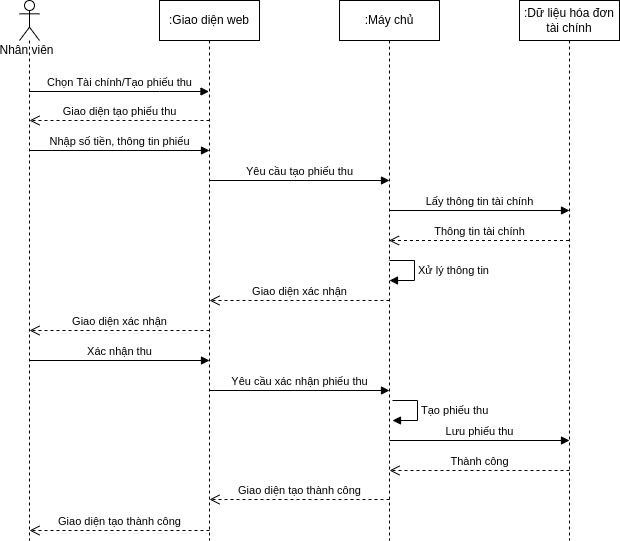 :Giao diện web
:Máy chủ
:Dữ liệu hóa đơn
tài chính
Nhân viên
Chọn Tài chính/Tạo phiếu thu
Giao diện tạo phiếu thu
Nhập số tiền, thông tin phiếu
Yêu cầu tạo phiếu thu
Lấy thông tin tài chính
Thông tin tài chính
Xử lý thông tin
Giao diện xác nhận
Giao diện xác nhận
Xác nhận thu
Yêu cầu xác nhận phiếu thu
Tạo phiếu thu
Lưu phiếu thu
Thành công
Giao diện tạo thành công
Giao diện tạo thành công